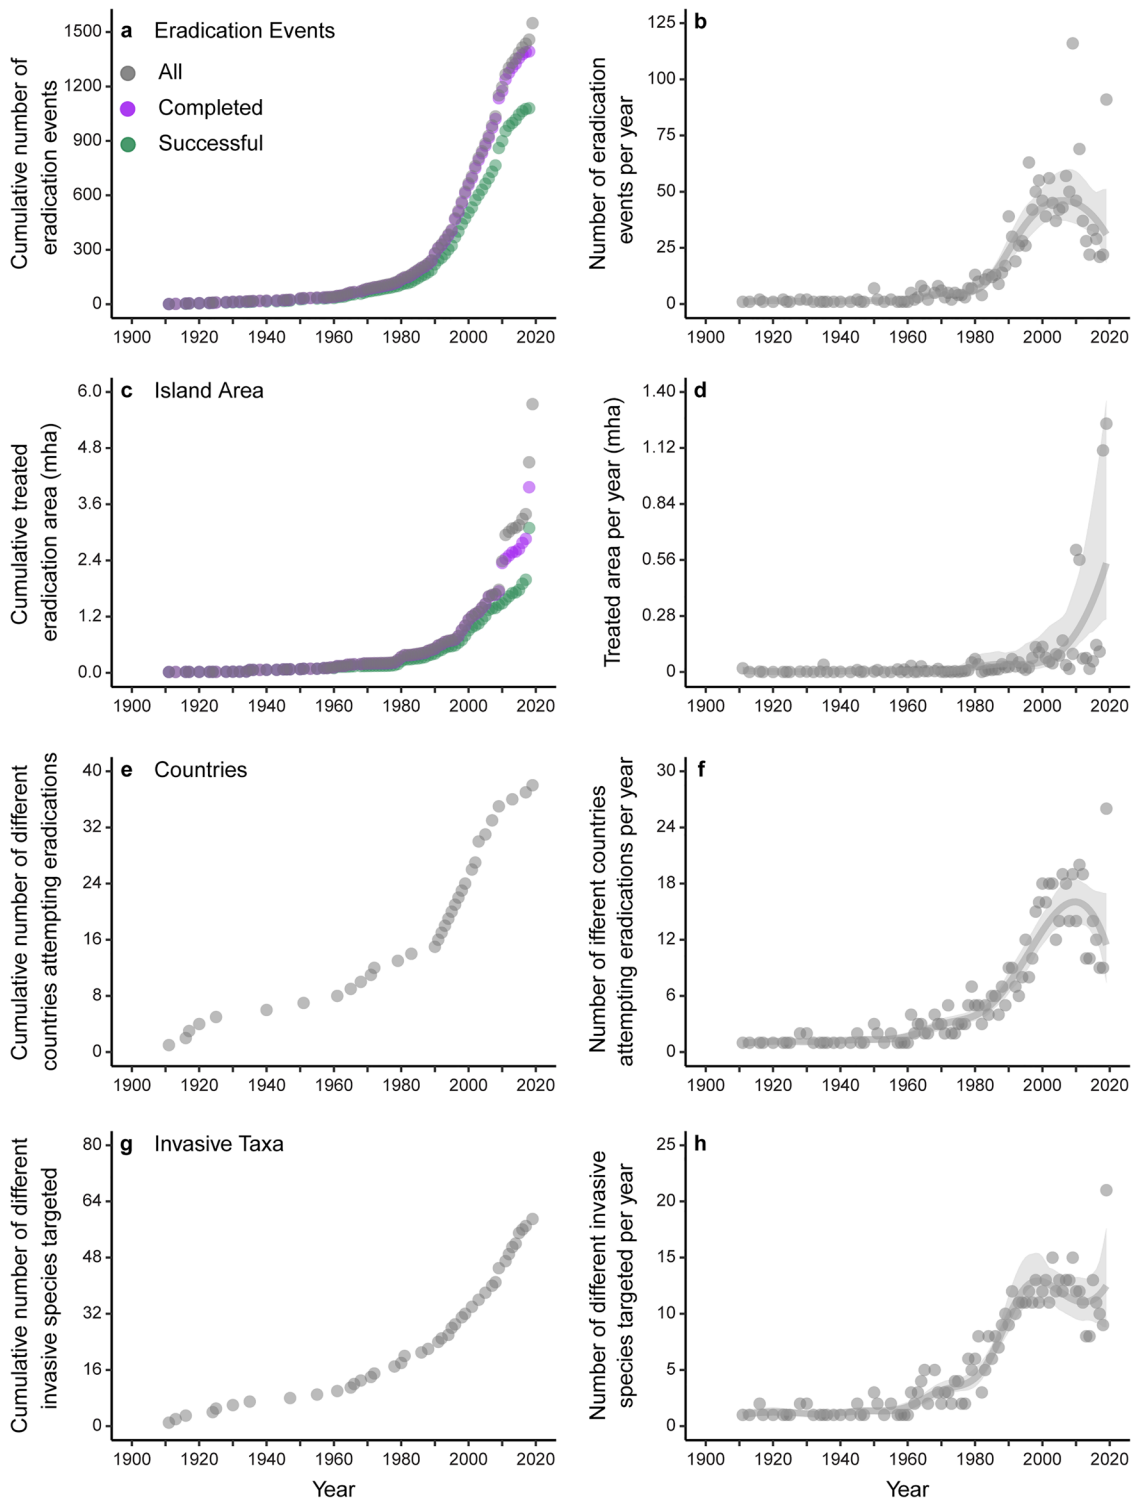 a Eradication Events
All
Completed
Successful
Cumulative number of
eradication events
1500
1200
900
600
300
0
1900 1920 1940 1960 1980 2000 2020
b
Number of eradication
events per year
125
100
75
50
25
0
1900 1920 1940 1960 1980 2000 2020
c Island Area
Cumulative treated
eradication area (mha)
6.0
4.8
3.6
2.4
1.2
0.0
1900 1920 1940 1960 1980 2000 2020
d
Treated area per year (mha)
1.40
1.12
0.84
0.56
0.28
0
1900 1920 1940 1960 1980 2000 2020
e Countries
Cumulative number of different
countries attempting eradications
40
32
24
16
8
0
1900 1920 1940 1960 1980 2000 2020
f
Number of ifferent countries
attempting eradications per year
30
24
18
12
6
0
1900 1920 1940 1960 1980 2000 2020
g Invasive Taxa
Cumulative number of different
invasive species targeted
80
64
48
32
16
0
1900 1920 1940 1960 1980 2000 2020
Year
h
Number of different invasive
species targeted per year
25
20
15
10
5
0
1900 1920 1940 1960 1980 2000 2020
Year